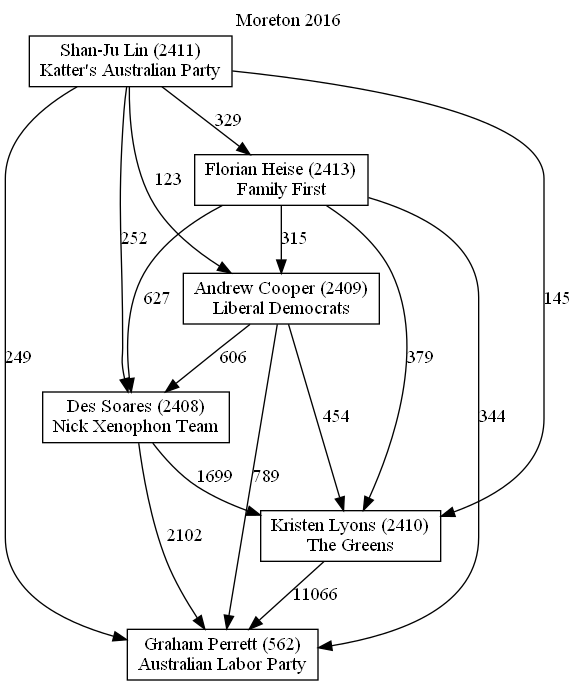 Moreton 2016
Shan-Ju Lin (2411)
Katter's Australian Party
329
Florian Heise (2413)
Family First
123
252
315
627
Andrew Cooper (2409)
Liberal Democrats
145
249
606
379
Des Soares (2408)
Nick Xenophon Team
454
344
1699
789
2102
Kristen Lyons (2410)
The Greens
11066
Graham Perrett (562)
Australian Labor Party